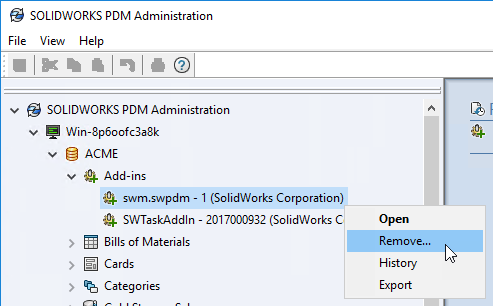 SOLIDWORKS PDM Administration
File View Help
SOLIDWORKS PDM Administration
Win-8p6oofc3a8k
ACME
Add-ins
swm.swpdm - 1 (SolidWorks Corporation)
SWTaskAddIn - 2017000932 (SolidWorks C
Open
Bills of Materials
Remove...
Cards
History
Categories
Export